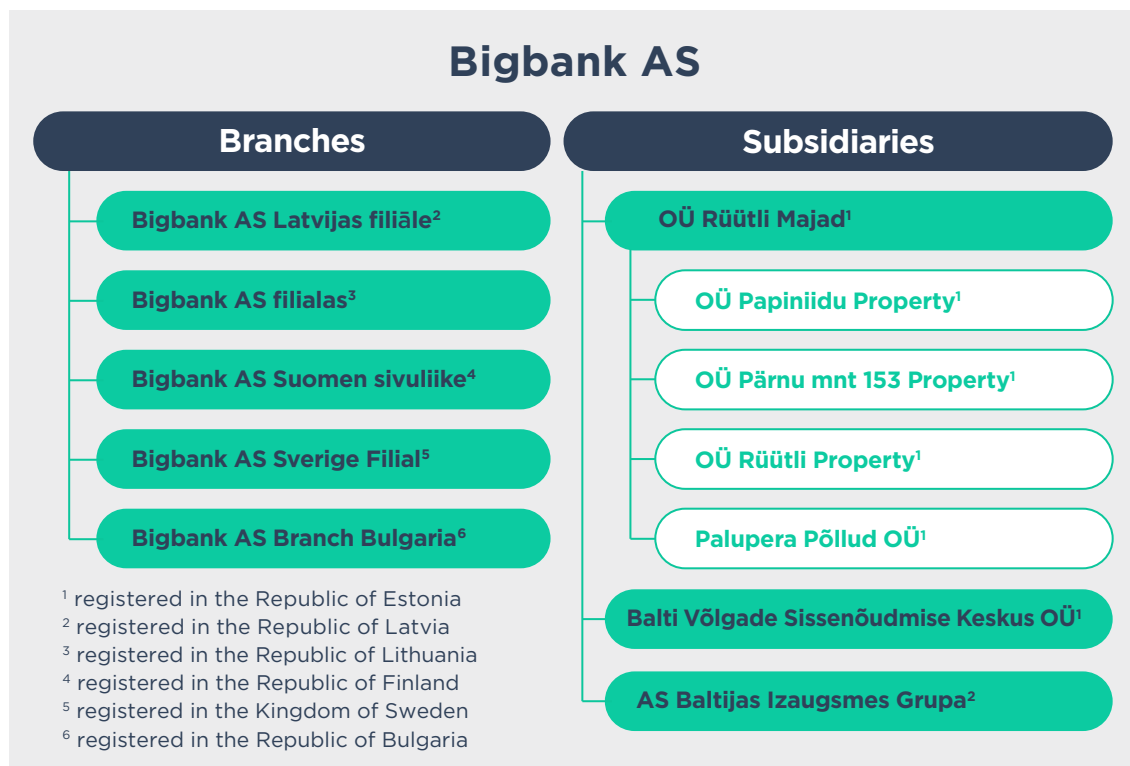 Bigbank AS
Branches
Bigbank AS Latvijas filiāle²
Bigbank AS filialas³
Bigbank AS Suomen sivuliike⁴
Bigbank AS Sverige Filial⁵
Bigbank AS Branch Bulgaria⁶
¹ registered in the Republic of Estonia
² registered in the Republic of Latvia
³ registered in the Republic of Lithuania
⁴ registered in the Republic of Finland
⁵ registered in the Kingdom of Sweden
⁶ registered in the Republic of Bulgaria
Subsidiaries
OÜ Rüütli Majad¹
OÜ Papiniidu Property¹
OÜ Pärnu mnt 153 Property¹
OÜ Rüütli Property¹
Palupera Põllud OÜ¹
Balti Võlgade Sissenõudmise Keskus OÜ¹
AS Baltijas Izaugsmes Grupa²